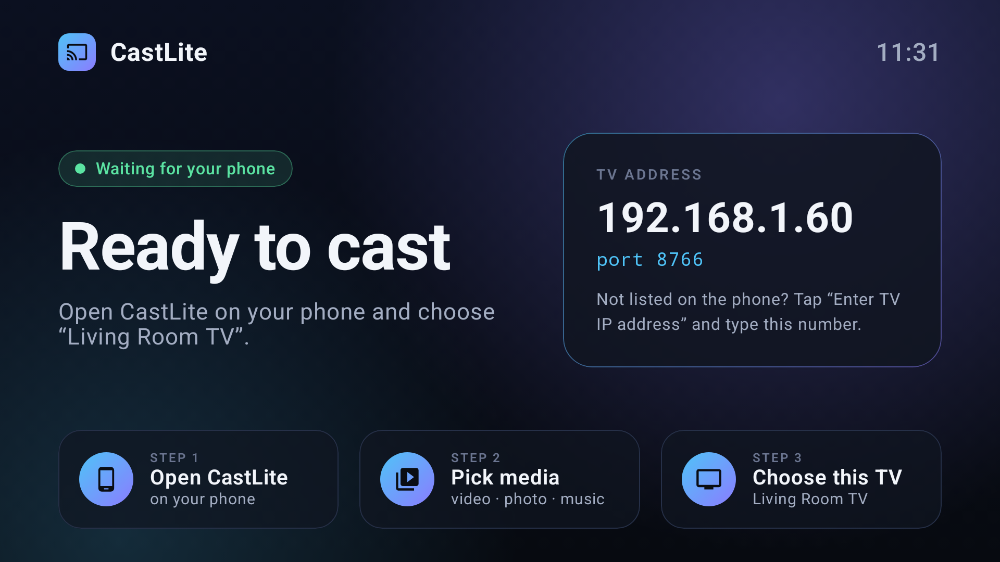 CastLite
11:31
Waiting for your phone
Ready to cast
Open CastLite on your phone and choose
“Living Room TV”.
TV ADDRESS
192.168.1.60
port 8766
Not listed on the phone? Tap “Enter TV
IP address” and type this number.
STEP 1
Open CastLite
on your phone
STEP 2
Pick media
video · photo · music
STEP 3
Choose this TV
Living Room TV